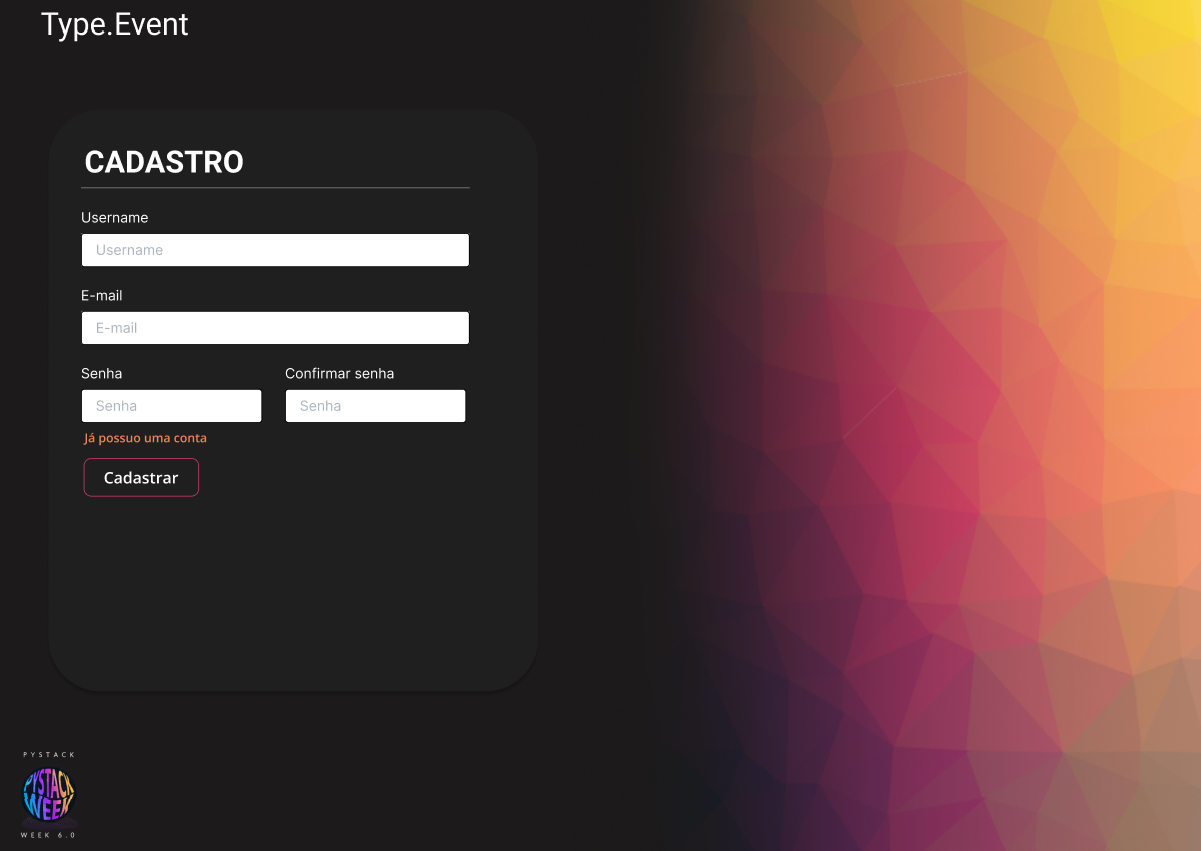 Type.Event
CADASTRO
Username
Username
E-mail
E-mail
Senha
Confirmar senha
Senha
Senha
Já possuo uma conta
Cadastrar
PYSTACK
PYSTACK
WEEK
WEEK 6.0